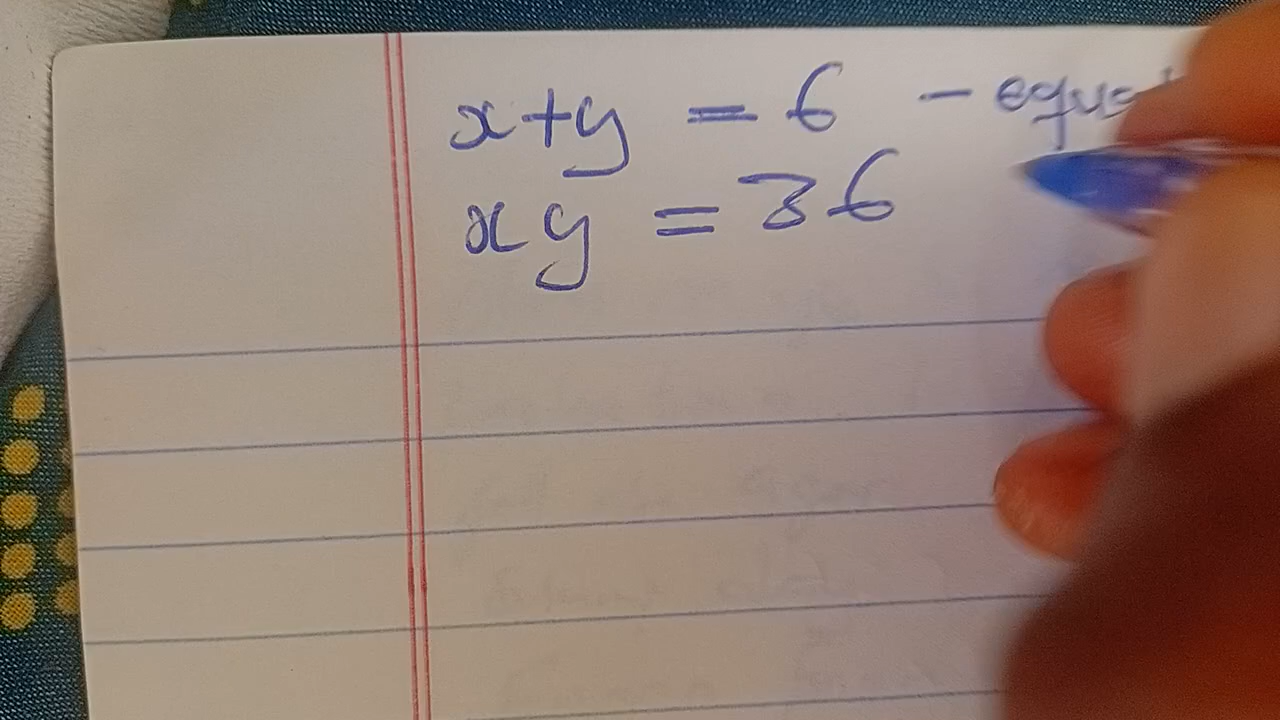 x+y = 6 -
xy = 36